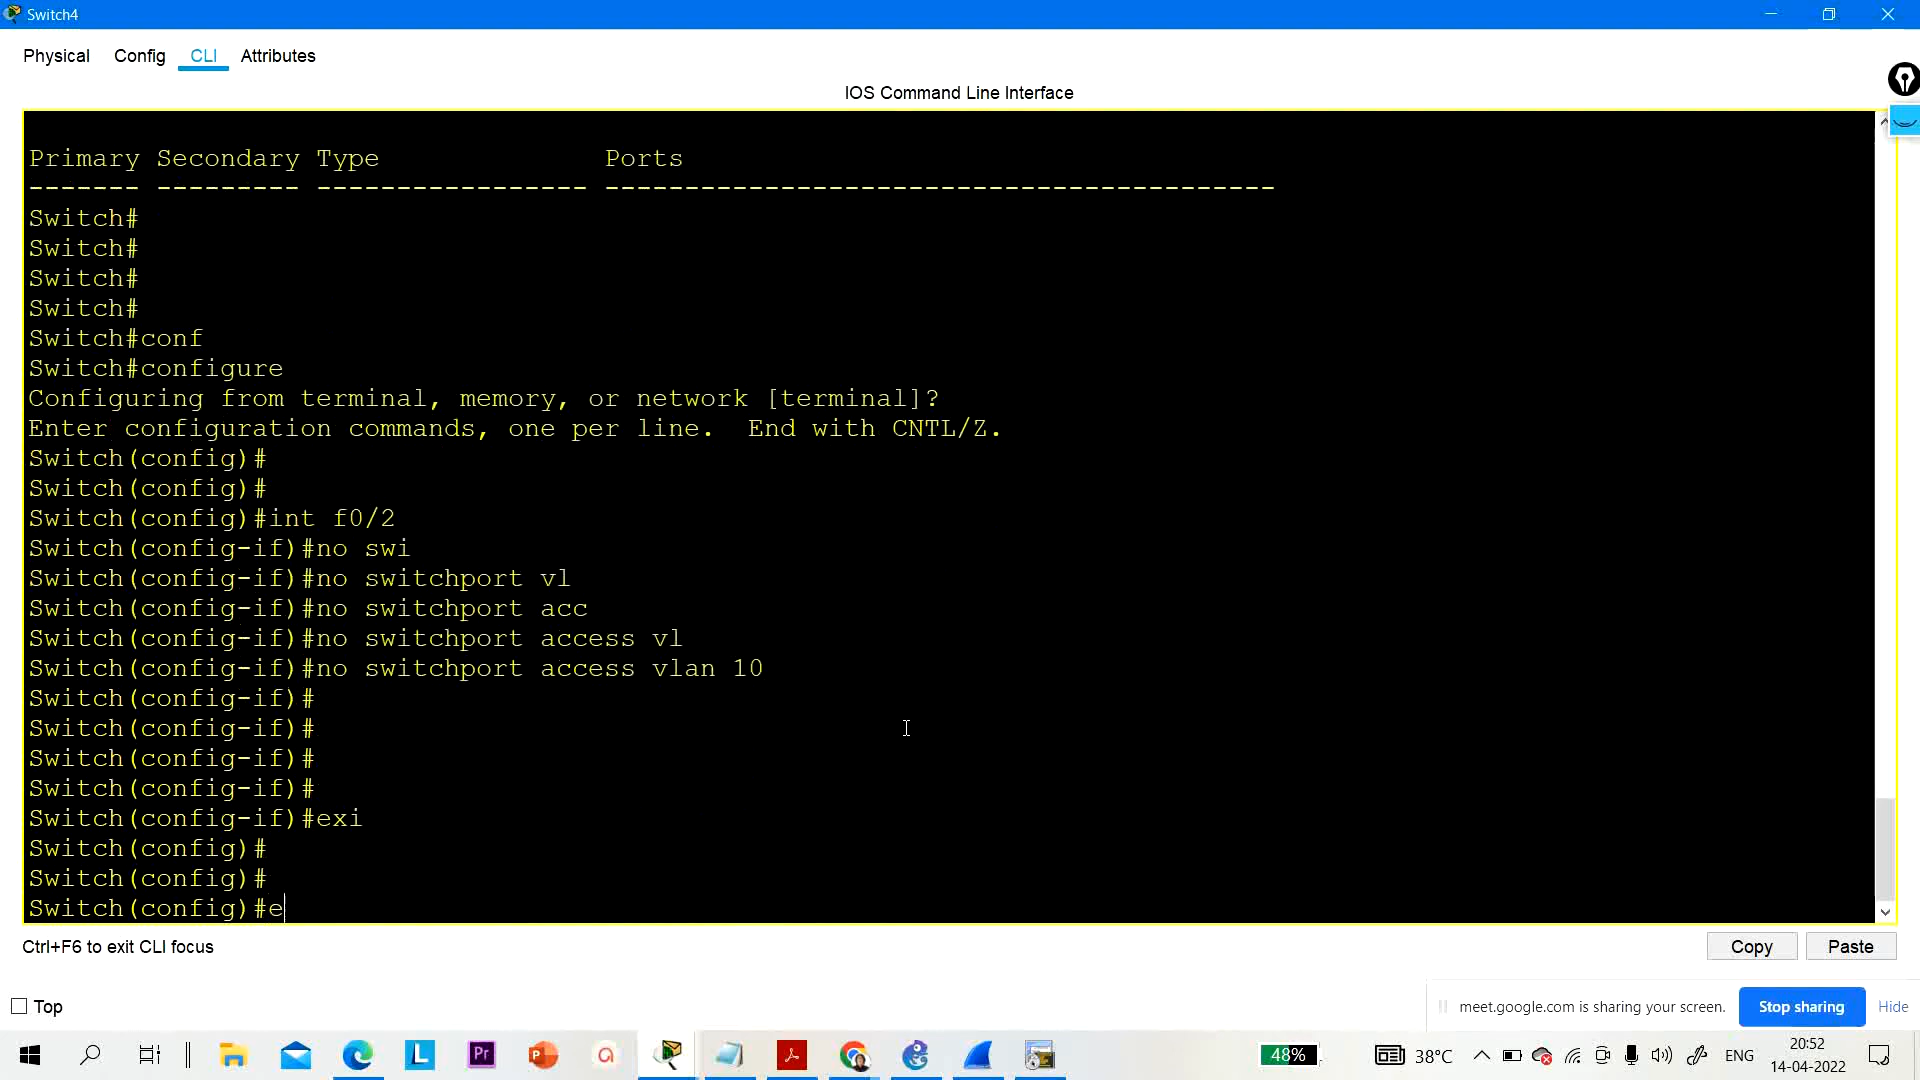 Switch4
Physical Config CLI Attributes
IOS Command Line Interface
Primary Secondary Type Ports
------- --------- ----------------- ------------------------------------------
Switch#
Switch#
Switch#
Switch#
Switch#conf
Switch#configure
Configuring from terminal, memory, or network [terminal]?
Enter configuration commands, one per line. End with CNTL/Z.
Switch(config)#
Switch(config)#
Switch(config)#int f0/2
Switch(config-if)#no swi
Switch(config-if)#no switchport vl
Switch(config-if)#no switchport acc
Switch(config-if)#no switchport access vl
Switch(config-if)#no switchport access vlan 10
Switch(config-if)#
Switch(config-if)#
Switch(config-if)#
Switch(config-if)#
Switch(config-if)#exi
Switch(config)#
Switch(config)#
Switch(config)#e
Ctrl+F6 to exit CLI focus
Copy Paste
Top
meet.google.com is sharing your screen. Stop sharing Hide
L Pr P a 48% 38°C ENG 20:52
14-04-2022